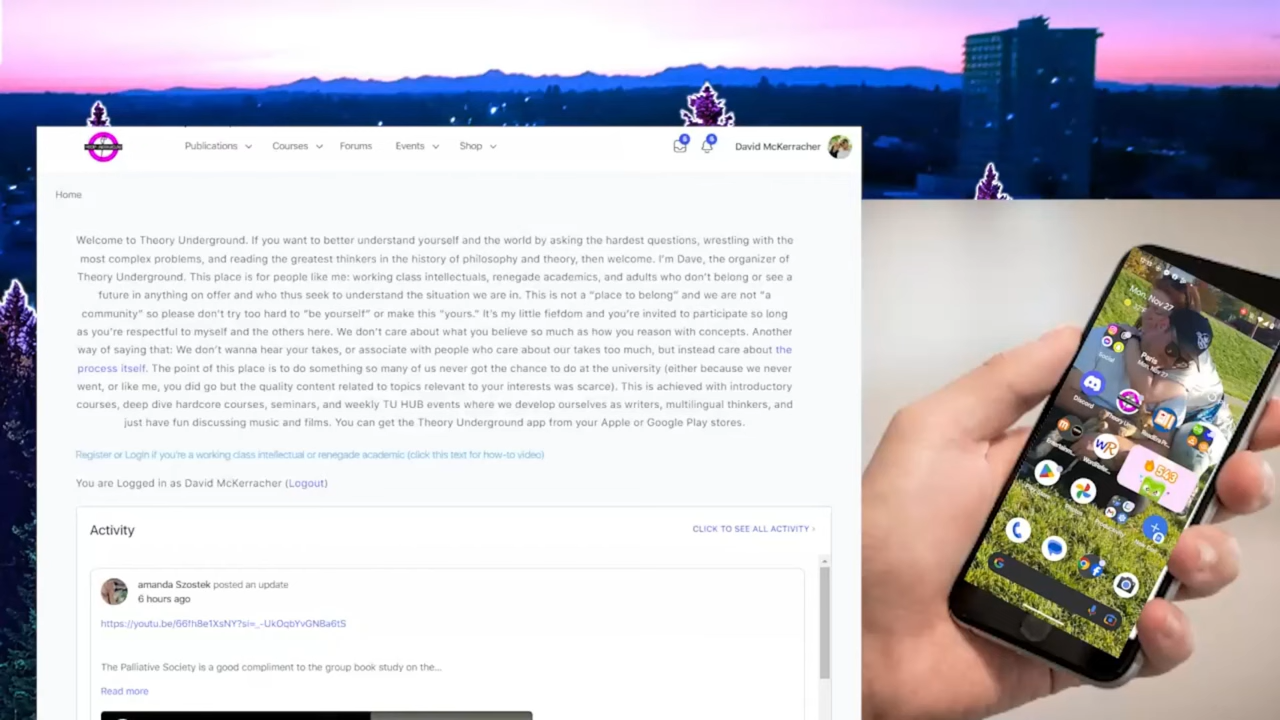 Publications
Courses
Forums
Events
Shop
David McKerracher
Home
Welcome to Theory Underground. If you want to better understand yourself and the world by asking the hardest questions, wrestling with the
most complex problems, and reading the greatest thinkers in the history of philosophy and theory, then welcome. I'm Dave, the organizer of
Theory Underground. This place is for people like me: working class intellectuals, renegade academics, and adults who don't belong or see a
future in anything on offer and who thus seek to understand the situation we are in. This is not a "place to belong" and we are not "a
community" so please don't try too hard to "be yourself" or make this "yours." It's my little fiefdom and you're invited to participate so long
as you're respectful to myself and the others here. We don't care about what you believe so much as how you reason with concepts. Another
way of saying that: We don't wanna hear your takes, or associate with people who care about our takes too much, but instead care about the
process itself. The point of this place is to do something so many of us never got the chance to do at the university (either because we never
went, or like me, you did go but the quality content related to topics relevant to your interests was scarce). This is achieved with introductory
courses, deep dive hardcore courses, seminars, and weekly TU HUB events where we develop ourselves as writers, multilingual thinkers, and
just have fun discussing music and films. You can get the Theory Underground app from your Apple or Google Play stores.
Register or Login if you're a working class intellectual or renegade academic (click this text for how-to video)
You are Logged in as David McKerracher (Logout)
Activity
CLICK TO SEE ALL ACTIVITY ›
amanda Szostek posted an update
6 hours ago
The Palliative Society is a good compliment to the group book study on the...
Read more
Mon, Nov 27
Paris
Mon, Nov 27
Social
Discord
543